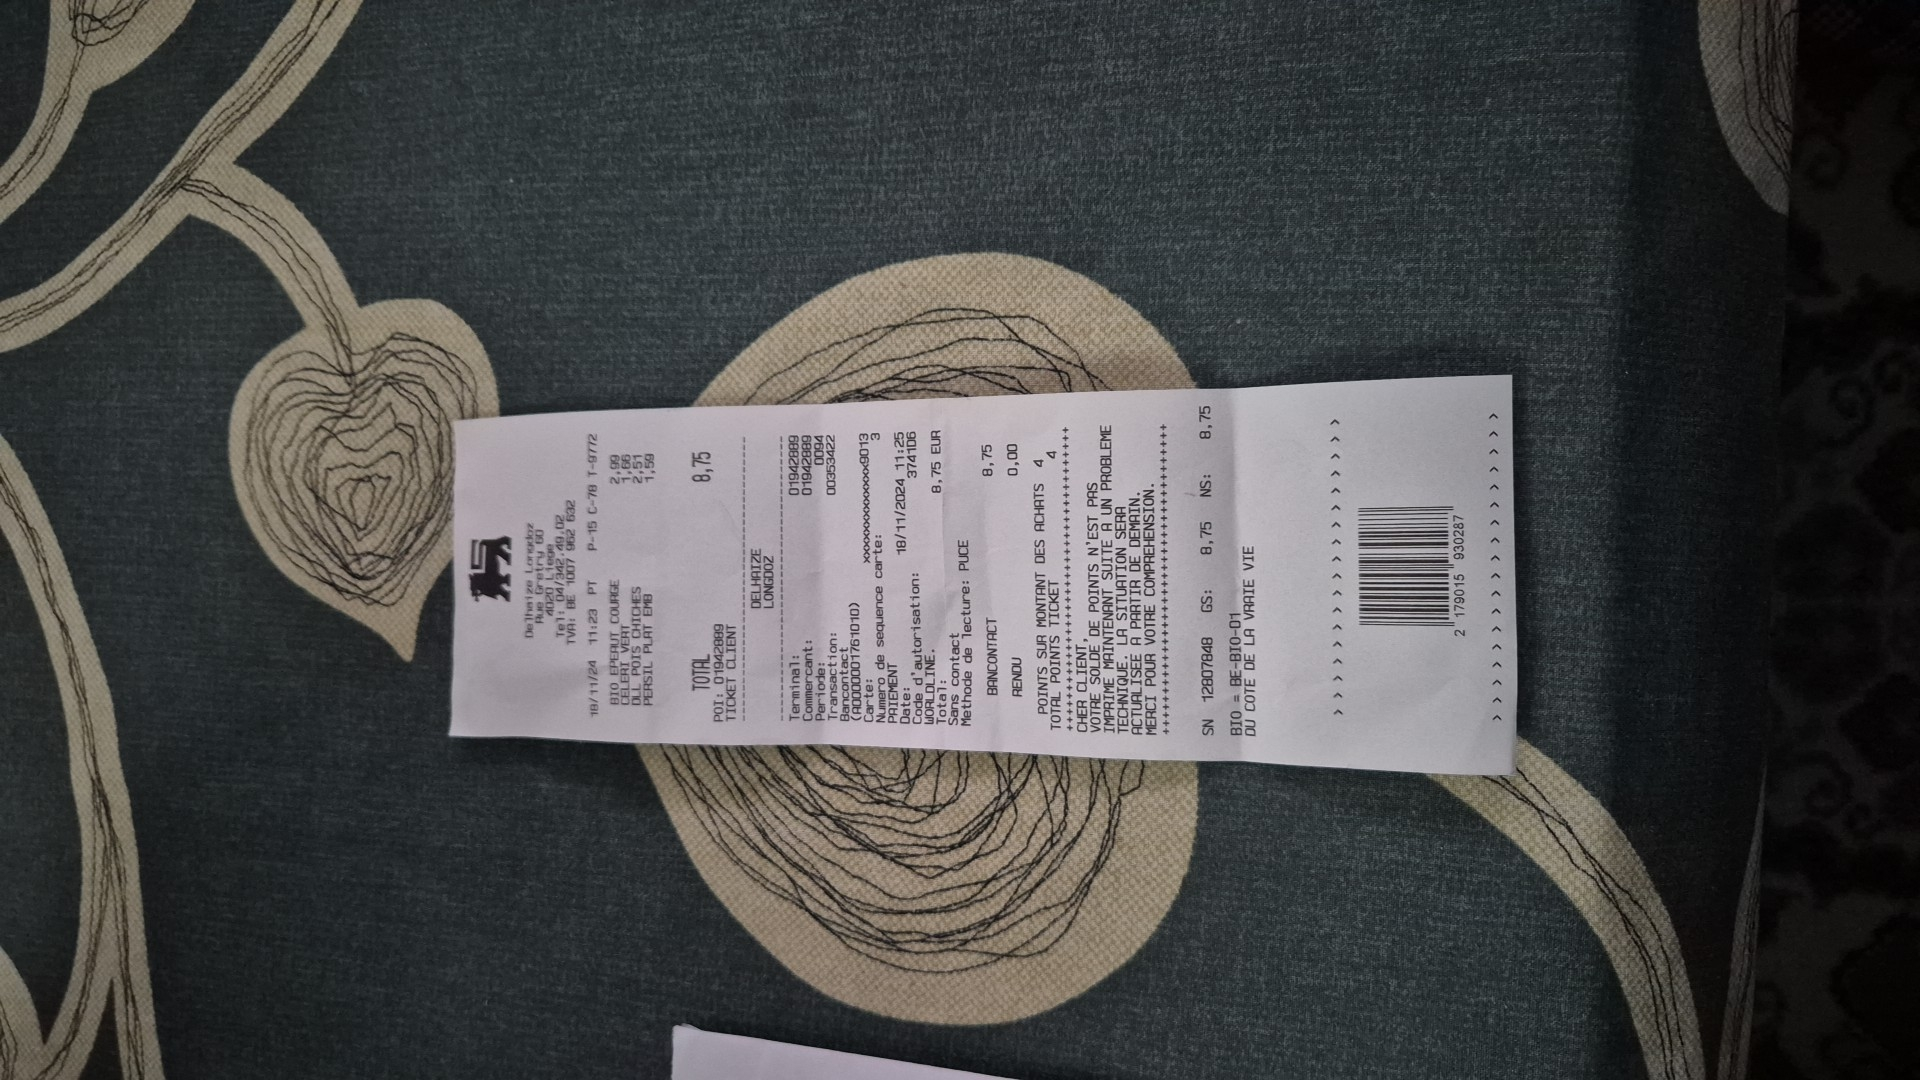 Delhaize Longdoz
Rue Gretry 60
4020 Liege
Tel: 04/342.49.02
TVA: BE 1007 962 632
18/11/24 11:23 PT P-15 C-78 T-9772
BIO EPEAUT COURGE 2,99
CELERI VERT 1,66
DLL POIS CHICHES 2,51
PERSIL PLAT EMB 1,59
TOTAL 8,75
POI: 01942889
TICKET CLIENT
DELHAIZE
LONGDOZ
Terminal: 01942889
Commercant: 01942889
Periode: 0094
Transaction: 00353422
Bancontact
(A0000001761010)
Carte: xxxxxxxxxxxxxxx9013
Numero de sequence carte: 3
PAIEMENT
Date: 18/11/2024 11:25
Code d'autorisation: 374106
WORLDLINE.
Total: 8,75 EUR
Sans contact
Methode de lecture: PUCE
BANCONTACT 8,75
RENDU 0,00
POINTS SUR MONTANT DES ACHATS 4
TOTAL POINTS TICKET 4
++++++++++++++++++++++++++++++++++++++
CHER CLIENT,
VOTRE SOLDE DE POINTS N'EST PAS
IMPRIME MAINTENANT SUITE A UN PROBLEME
TECHNIQUE. LA SITUATION SERA
ACTUALISEE A PARTIR DE DEMAIN.
MERCI POUR VOTRE COMPREHENSION.
++++++++++++++++++++++++++++++++++++++
SN 12807848 GS: 8,75 NS: 8,75
BIO = BE-BIO-01
DU COTE DE LA VRAIE VIE
2 179015 930287